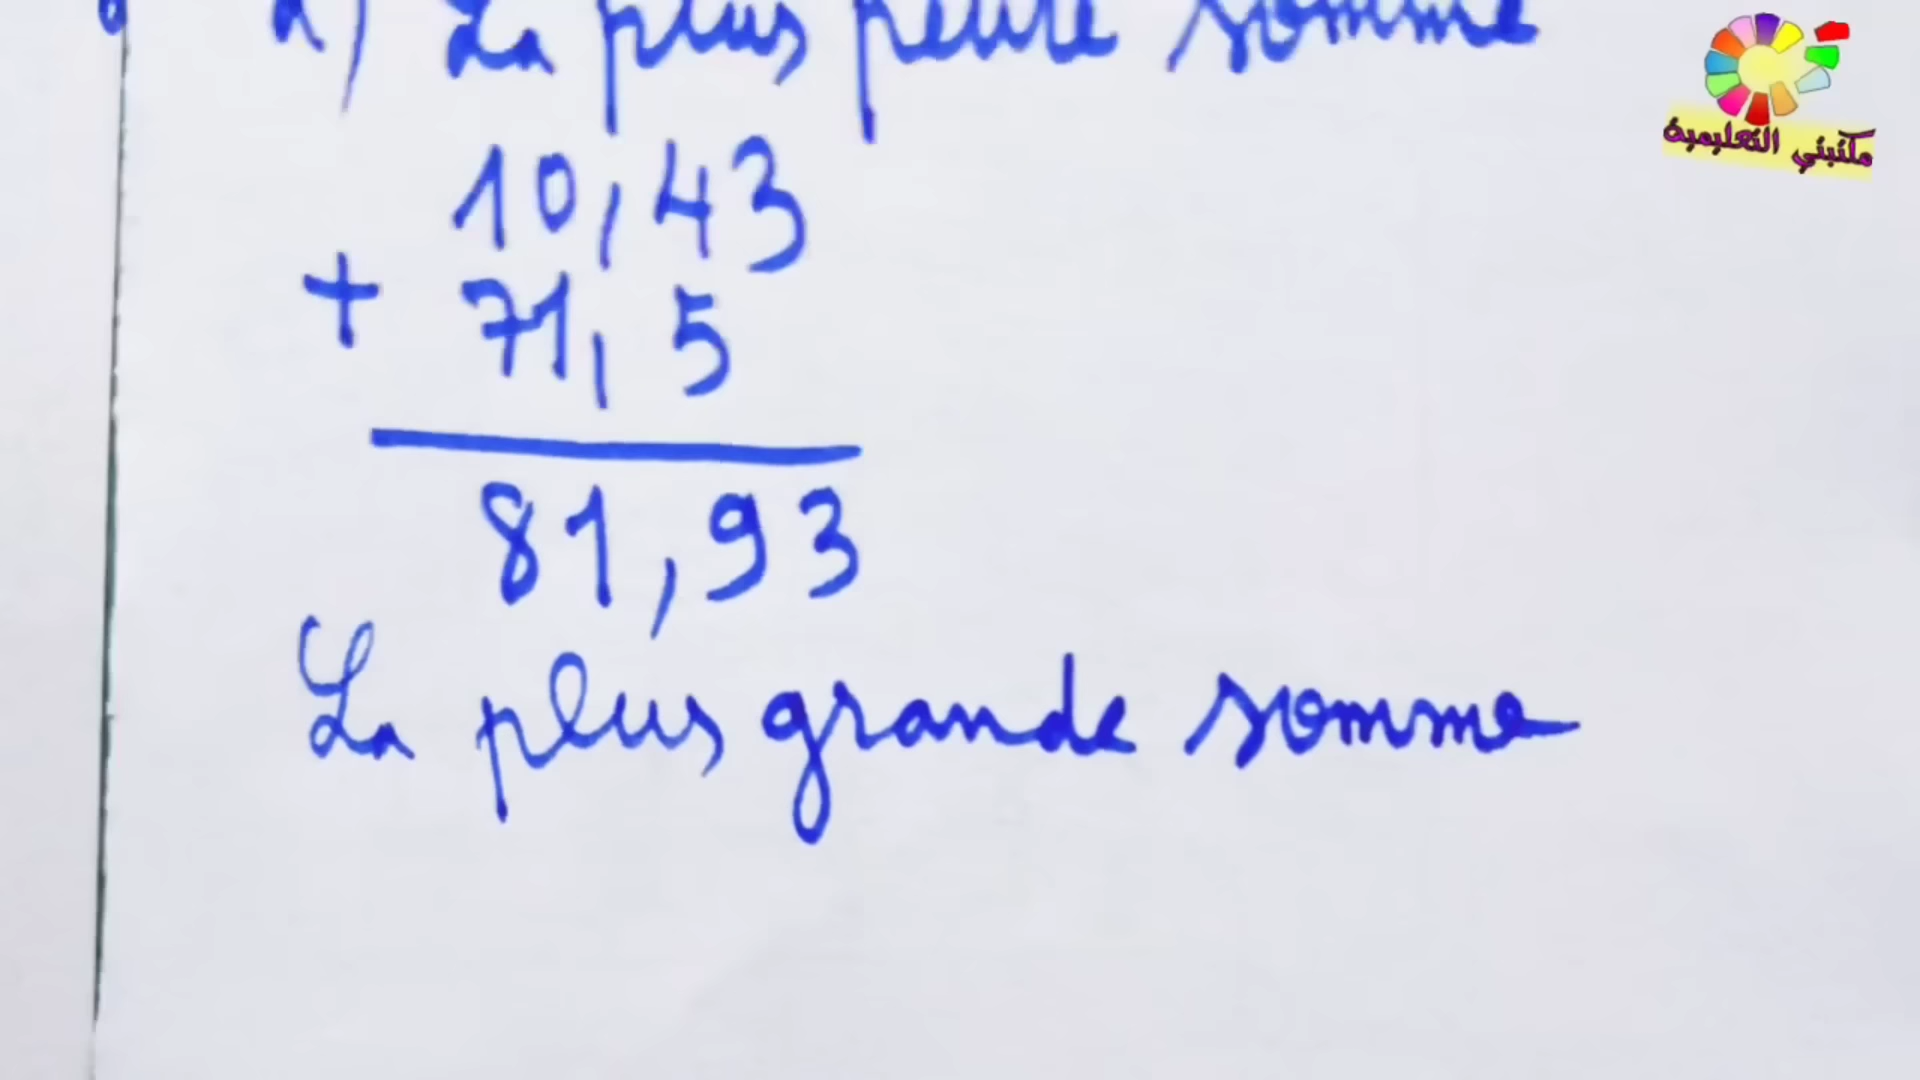 a) La plus petite somme
10,43
+ 71,5
81,93
La plus grande somme
مكتبتي التعليمية